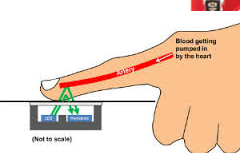 Blood getting
pumped in
by the heart
Artery
LED
(Not to scale)